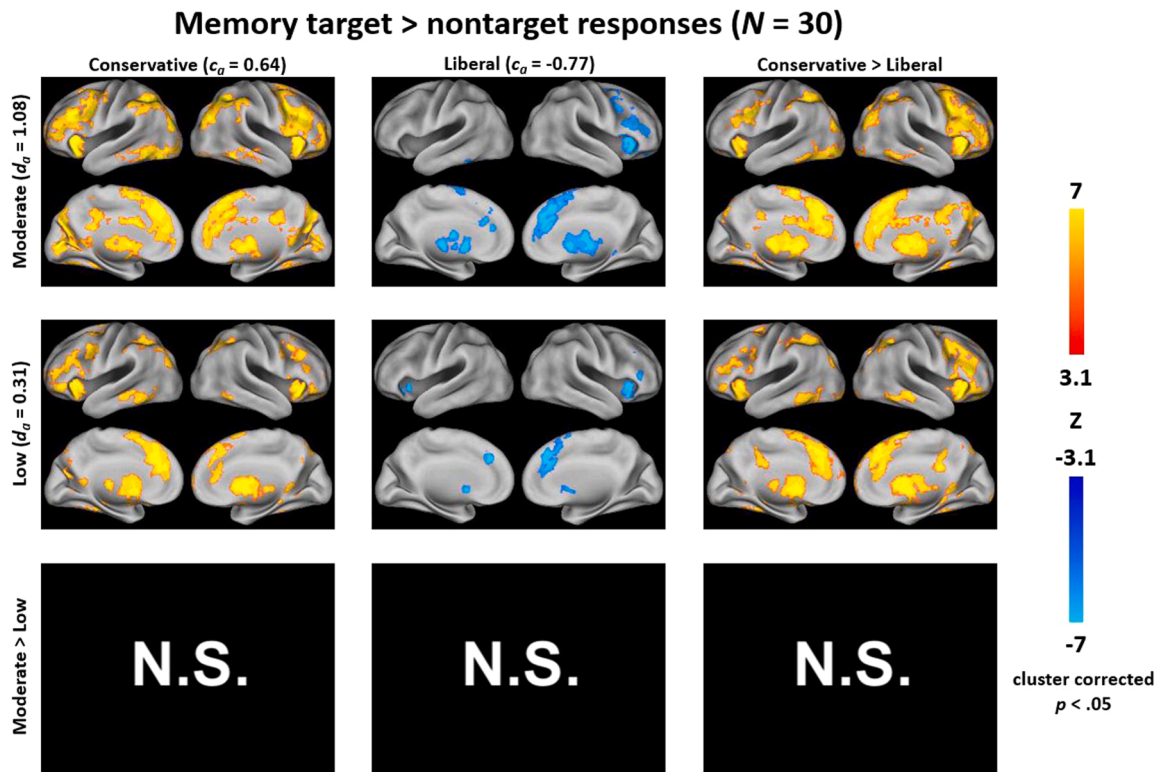 Memory target > nontarget responses (N = 30)
Conservative (ca = 0.64)
Liberal (ca = -0.77)
Conservative > Liberal
Moderate (da = 1.08)
Low (da = 0.31)
Moderate > Low
N.S.
N.S.
N.S.
7
3.1
Z
-3.1
-7
cluster corrected
p < .05